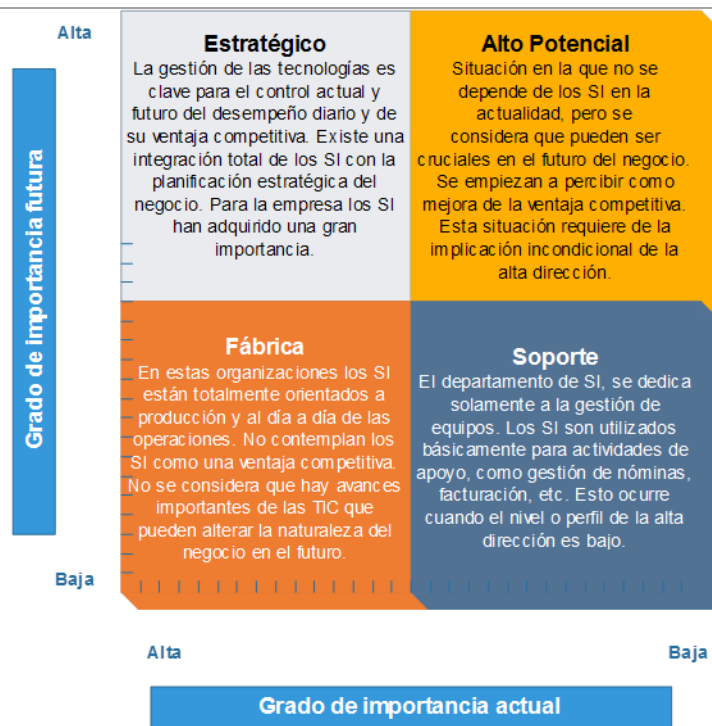 Alta
Grado de importancia futura
Estratégico
La gestión de las tecnologías es
clave para el control actual y
futuro del desempeño diario y de
su ventaja competitiva. Existe una
integración total de los SI con la
planificación estratégica del
negocio. Para la empresa los SI
han adquirido una gran
importancia.
Alto Potencial
Situación en la que no se
depende de los SI en la
actualidad, pero se
considera que pueden ser
cruciales en el futuro del negocio.
Se empiezan a percibir como
mejora de la ventaja competitiva.
Esta situación requiere de la
implicación incondicional de la
alta dirección.
Fábrica
En estas organizaciones los SI
están totalmente orientados a
producción y al día a día de las
operaciones. No contemplan los
SI como una ventaja competitiva.
No se considera que hay avances
importantes de las TIC que
pueden alterar la naturaleza del
negocio en el futuro.
Soporte
El departamento de SI, se dedica
solamente a la gestión de
equipos. Los SI son utilizados
básicamente para actividades de
apoyo, como gestión de nóminas,
facturación, etc. Esto ocurre
cuando el nivel o perfil de la alta
dirección es bajo.
Baja
Alta
Baja
Grado de importancia actual